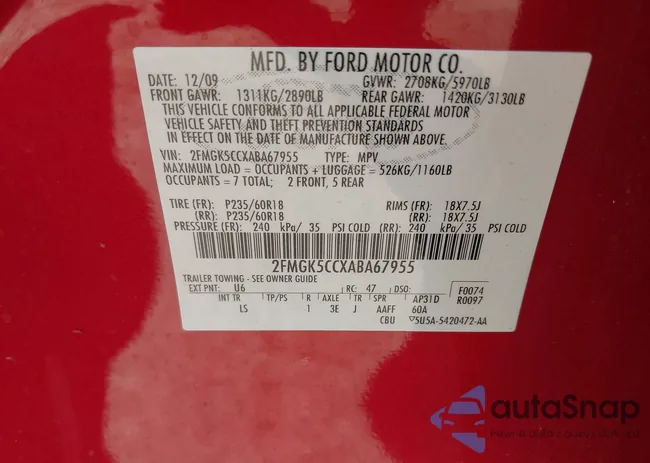 MFD. BY FORD MOTOR CO.
DATE: 12/09 GVWR: 2708KG/5970LB
FRONT GAWR: 1311KG/2890LB REAR GAWR: 1420KG/3130LB
THIS VEHICLE CONFORMS TO ALL APPLICABLE FEDERAL MOTOR
VEHICLE SAFETY AND THEFT PREVENTION STANDARDS
IN EFFECT ON THE DATE OF MANUFACTURE SHOWN ABOVE.
VIN: 2FMGK5CCXABA67955 TYPE: MPV
MAXIMUM LOAD = OCCUPANTS + LUGGAGE = 526KG/1160LB
OCCUPANTS = 7 TOTAL; 2 FRONT, 5 REAR
TIRE (FR): P235/60R18 RIMS (FR): 18X7.5J
(RR): P235/60R18 (RR): 18X7.5J
PRESSURE (FR): 240 kPa/ 35 PSI COLD (RR): 240 kPa/ 35 PSI COLD
2FMGK5CCXABA67955
TRAILER TOWING - SEE OWNER GUIDE
EXT PNT: U6 RC: 47 DSO: F0074
INT TR TP/PS R AXLE TR SPR AP31D R0097
LS 1 3E J AAFF 60A
CBU 5U5A-5420472-AA
autoSnap